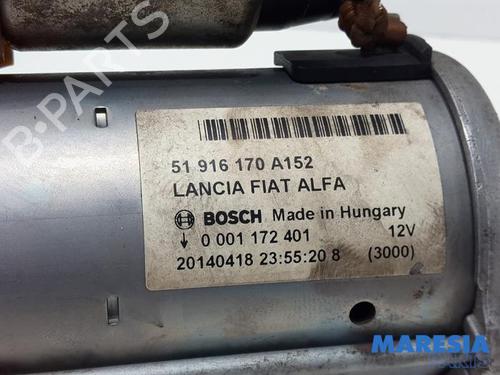 B-PARTS
51 916 170 A152
LANCIA FIAT ALFA
BOSCH Made in Hungary
0 001 172 401 12V
20140418 23:55:20 8 (3000)
MARESIA